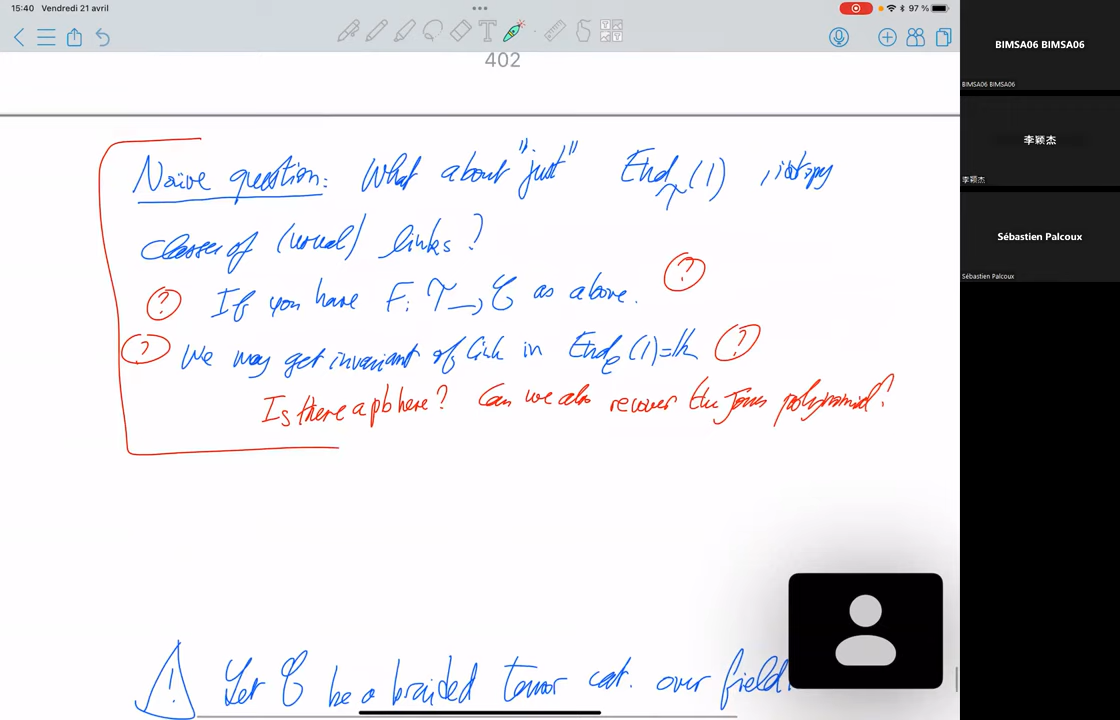 15:40 Vendredi 21 avril
97 %
402
Naive question: What about "just" End_T(1), isotopy
classes of (usual) links?
? If you have F: T → C as above. ?
? We may get invariant of link in End_C(1)=k ?
Is there a pb here? Can we also recover the Jones polynomial?
! Let C be a braided tensor cat. over field
BIMSA06 BIMSA06
BIMSA06 BIMSA06
李颖杰
李颖杰
Sébastien Palcoux
Sébastien Palcoux